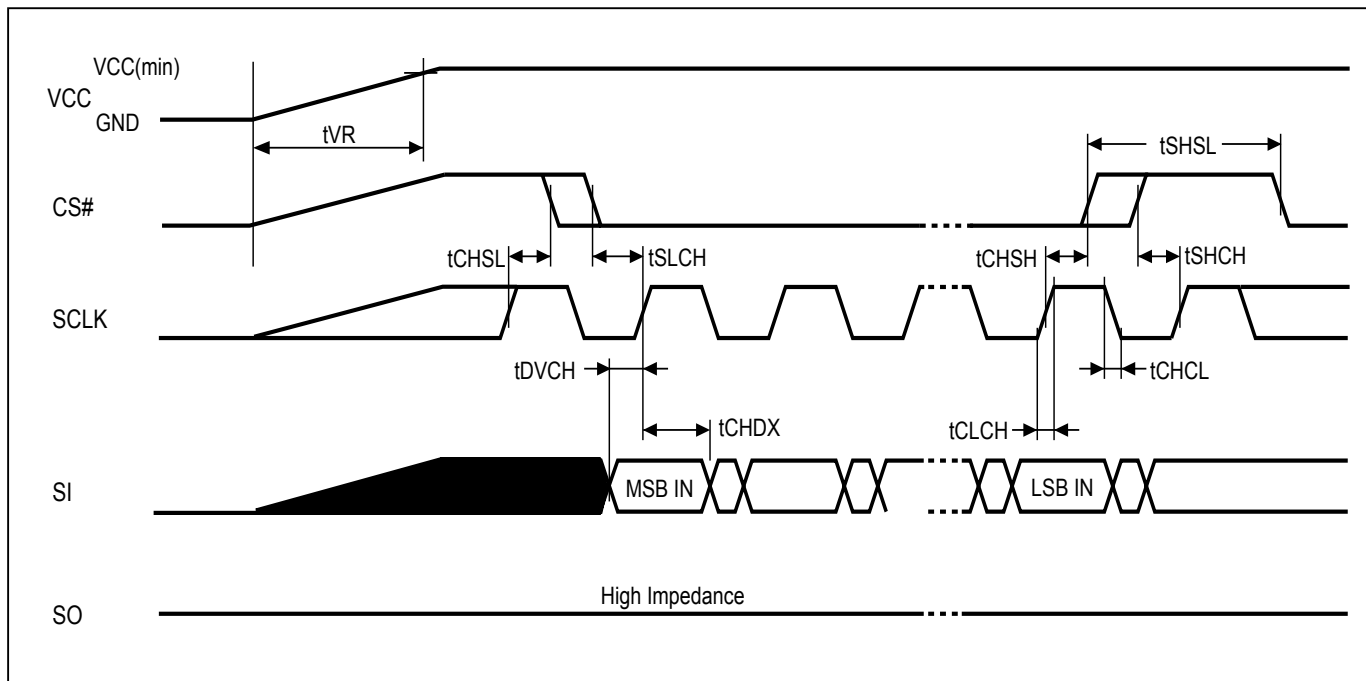 VCC(min)
VCC
GND
tVR
tSHSL
CS#
tCHSL
tSLCH
tCHSH
tSHCH
SCLK
tDVCH
tCHCL
tCHDX
tCLCH
SI
MSB IN
LSB IN
High Impedance
SO